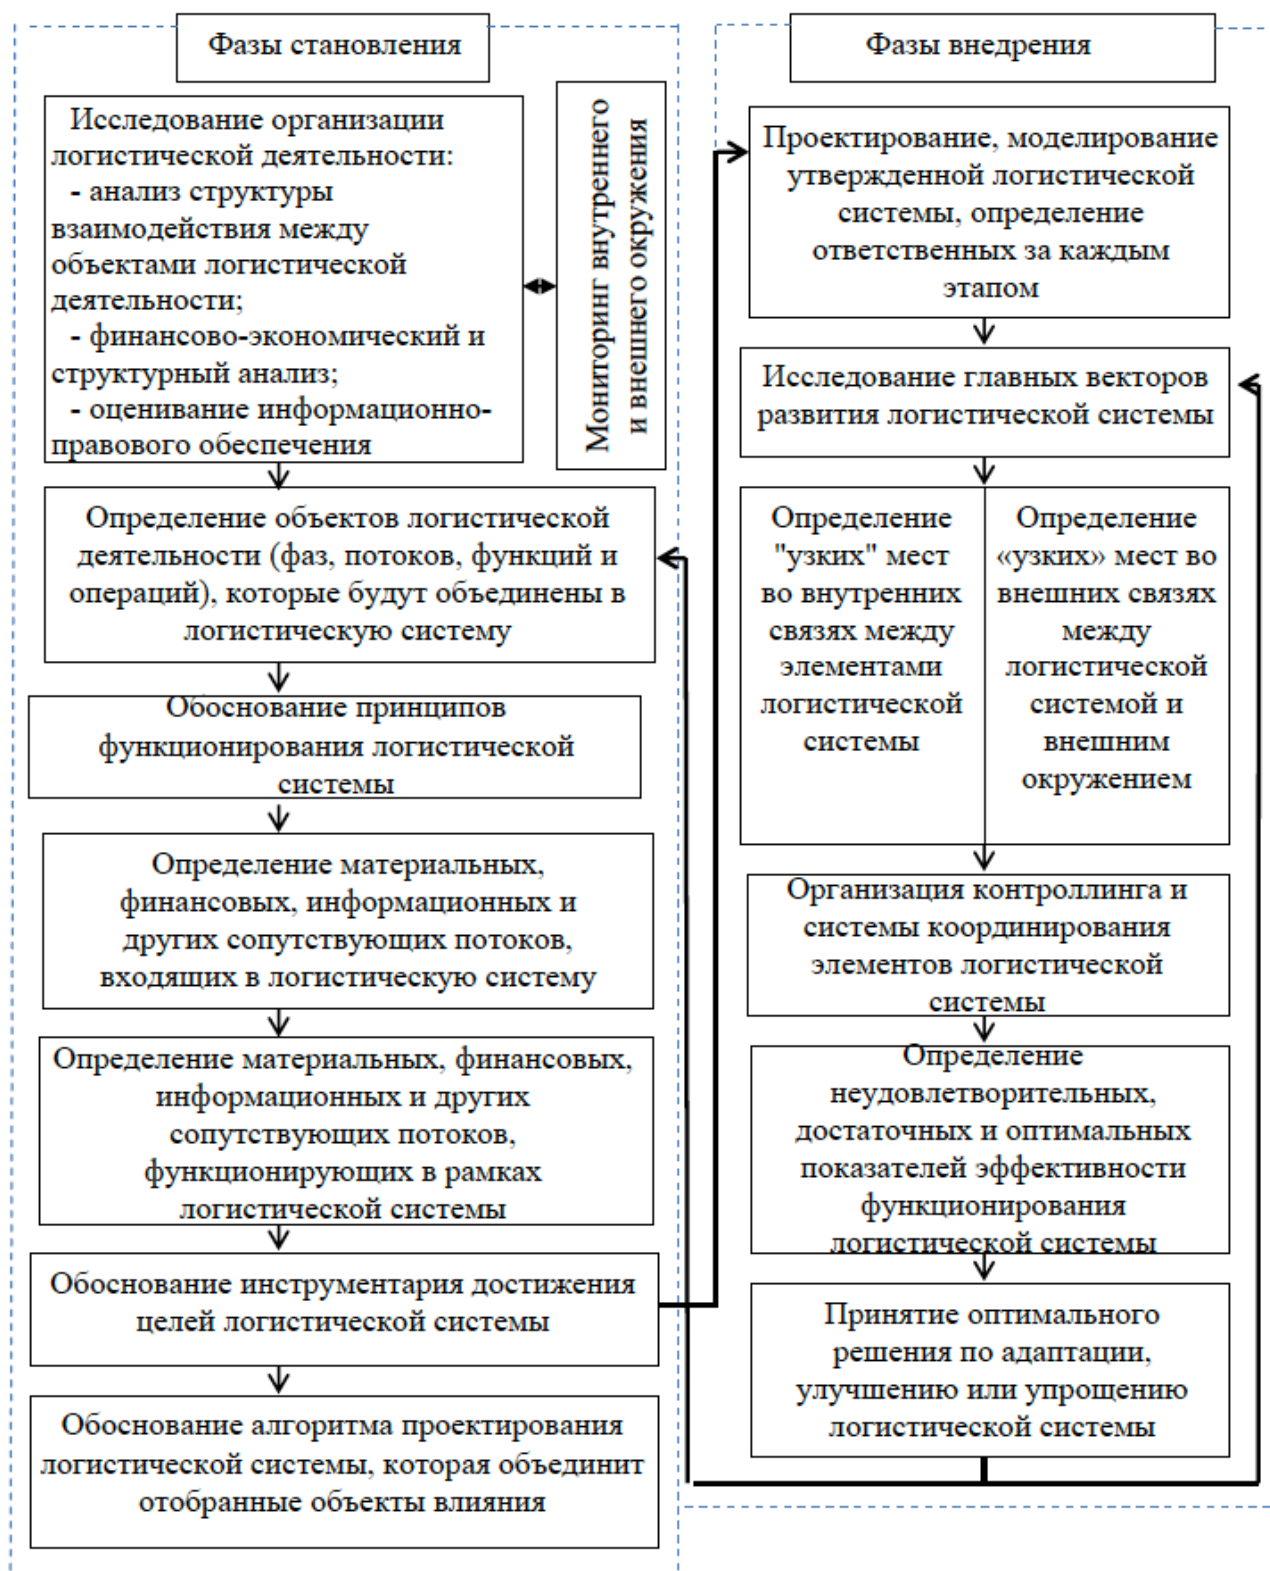 Фазы становления
Исследование организации
логистической деятельности:
- анализ структуры
взаимодействия между
объектами логистической
деятельности;
- финансово-экономический и
структурный анализ;
- оценивание информационно-
правового обеспечения
Мониторинг внутреннего
и внешнего окружения
Определение объектов логистической
деятельности (фаз, потоков, функций и
операций), которые будут объединены в
логистическую систему
Обоснование принципов
функционирования логистической
системы
Определение материальных,
финансовых, информационных и
других сопутствующих потоков,
входящих в логистическую систему
Определение материальных, финансовых,
информационных и других
сопутствующих потоков,
функционирующих в рамках
логистической системы
Обоснование инструментария достижения
целей логистической системы
Обоснование алгоритма проектирования
логистической системы, которая объединит
отобранные объекты влияния
Фазы внедрения
Проектирование, моделирование
утвержденной логистической
системы, определение
ответственных за каждым
этапом
Исследование главных векторов
развития логистической системы
Определение
"узких" мест
во внутренних
связях между
элементами
логистической
системы
Определение
«узких» мест во
внешних связях
между
логистической
системой и
внешним
окружением
Организация контроллинга и
системы координирования
элементов логистической
системы
Определение
неудовлетворительных,
достаточных и оптимальных
показателей эффективности
функционирования
логистической системы
Принятие оптимального
решения по адаптации,
улучшению или упрощению
логистической системы